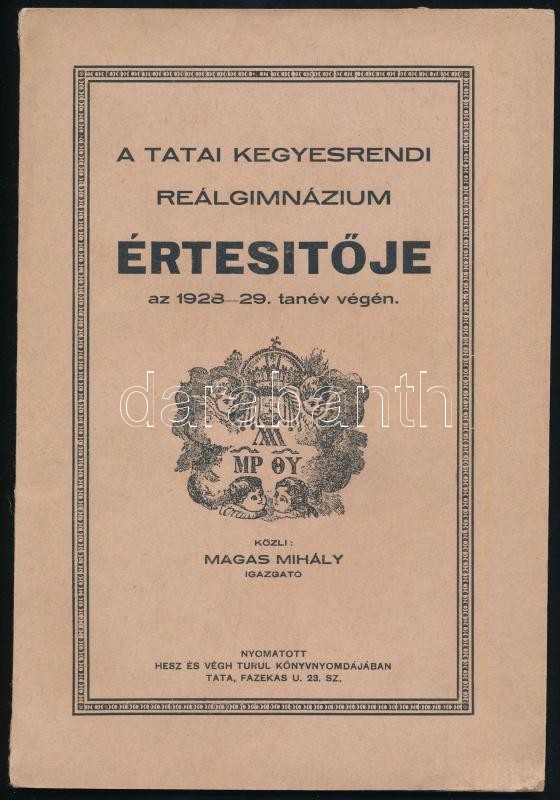 A TATAI KEGYESRENDI
REÁLGIMNÁZIUM
ÉRTESITŐJE
az 1928—29. tanév végén.
darabanth
MP ΘY
KÖZLI:
MAGAS MIHÁLY
IGAZGATÓ
NYOMATOTT
HESZ ÉS VÉGH TURUL KÖNYVNYOMDÁJÁBAN
TATA, FAZEKAS U. 23. SZ.